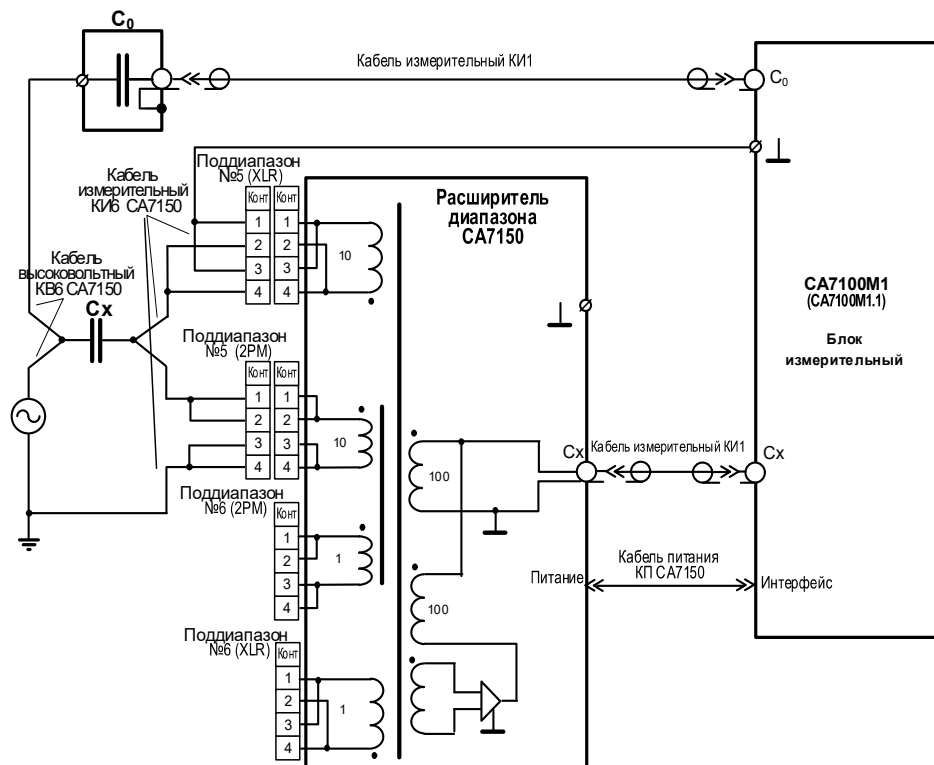 C₀
Кабель измерительный КИ1
C₀
Кабель
измерительный
КИ6 СА7150
Поддиапазон
№5 (XLR)
Конт
Конт
1
1
2
2
3
3
4
4
10
Расширитель
диапазона
СА7150
Кабель
высоковольтный
КВ6 СА7150
Сх
СА7100М1
(СА7100М1.1)
Блок
измерительный
Поддиапазон
№5 (2РМ)
Конт
Конт
1
1
2
2
3
3
4
4
10
100
Сх
Кабель измерительный КИ1
Сх
Поддиапазон
№6 (2РМ)
Конт
1
2
3
4
1
Питание
Кабель питания
КП СА7150
Интерфейс
100
Поддиапазон
№6 (XLR)
Конт
1
2
3
4
1